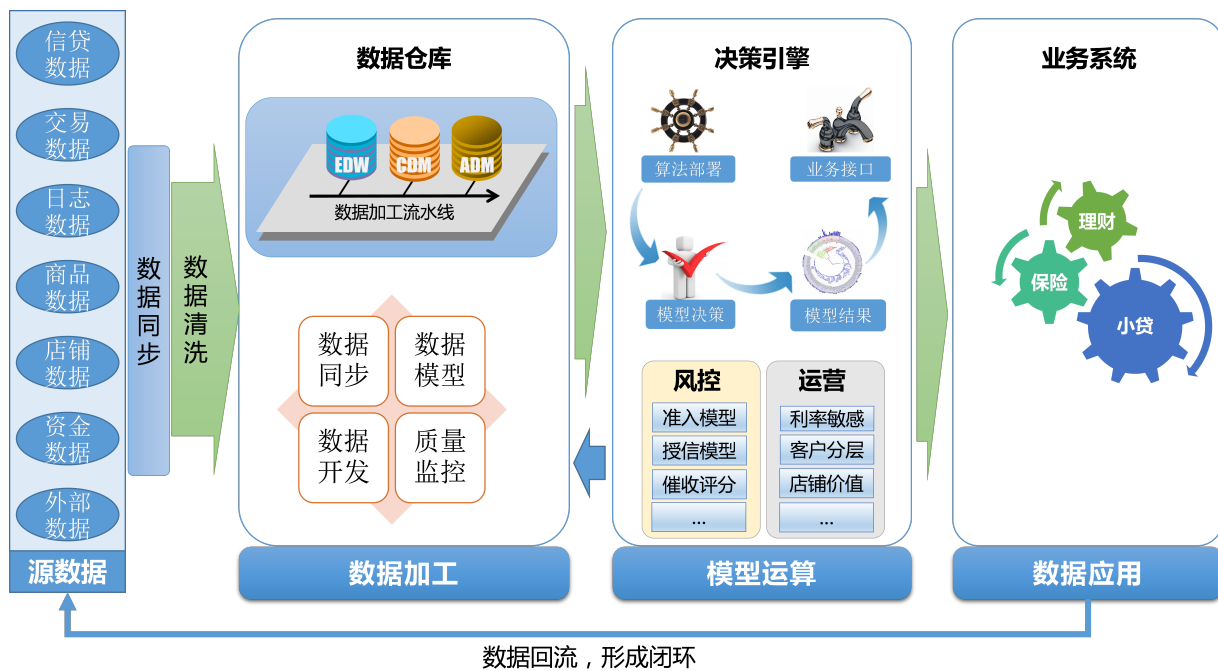 信贷
数据
交易
数据
日志
数据
商品
数据
店铺
数据
资金
数据
外部
数据
源数据
数据同步
数据清洗
数据仓库
EDW
CDM
ADM
数据加工流水线
数据
同步
数据
模型
数据
开发
质量
监控
数据加工
决策引擎
算法部署
业务接口
模型决策
模型结果
风控
准入模型
授信模型
催收评分
...
运营
利率敏感
客户分层
店铺价值
...
模型运算
业务系统
理财
保险
小贷
数据应用
数据回流，形成闭环